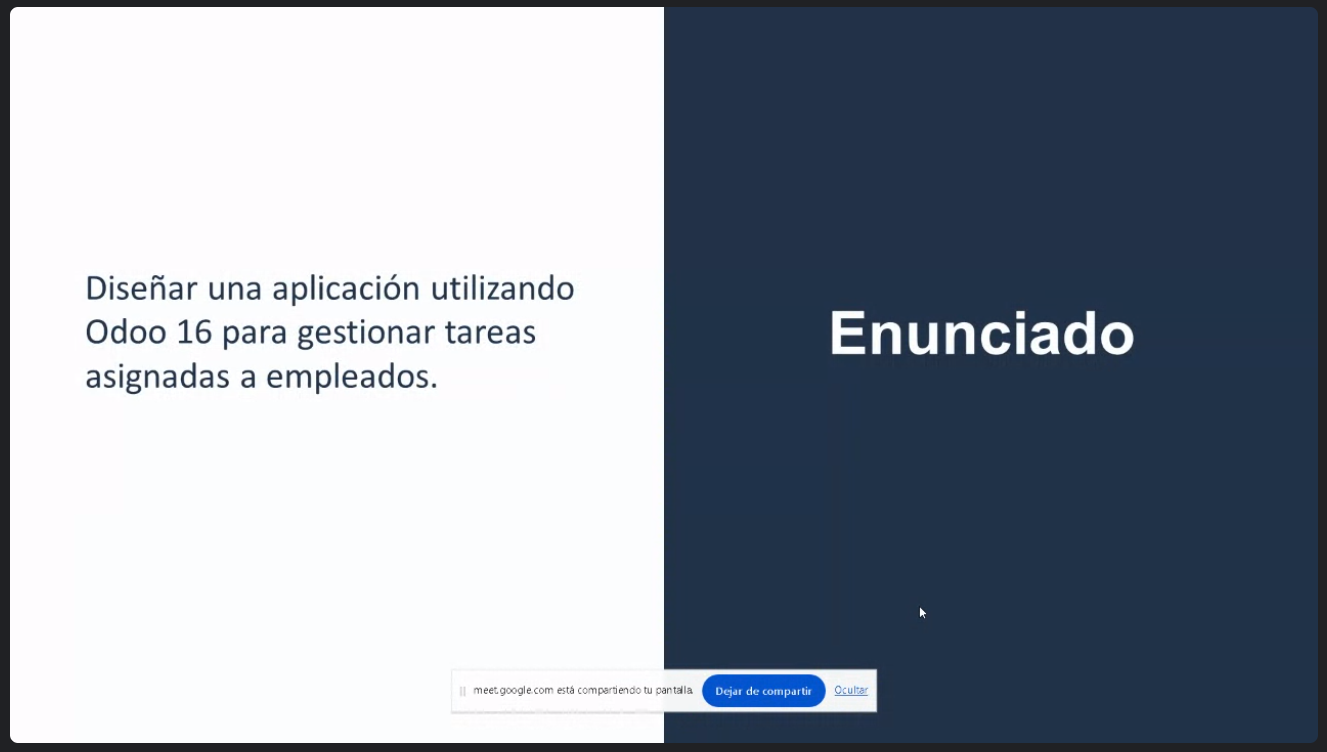 Diseñar una aplicación utilizando
Odoo 16 para gestionar tareas
asignadas a empleados.
Enunciado
meet.google.com está compartiendo tu pantalla.
Dejar de compartir
Ocultar